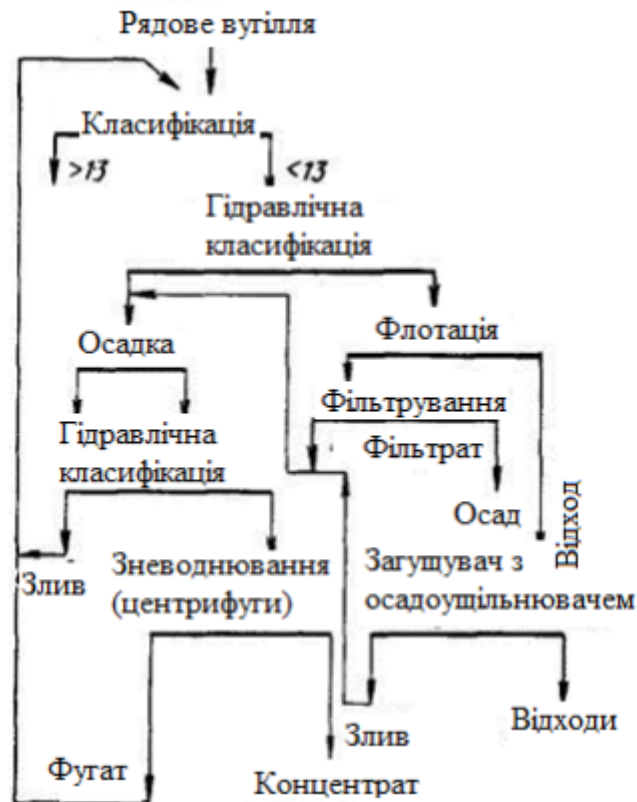 Рядове вугілля
Класифікація
>13
<13
Гідравлічна
класифікація
Осадка
Флотація
Фільтрування
Гідравлічна
класифікація
Фільтрат
Осад
Відход
Злив
Зневоднювання
(центрифуги)
Загущувач з
осадоущільнювачем
Злив
Відходи
Фугат
Концентрат